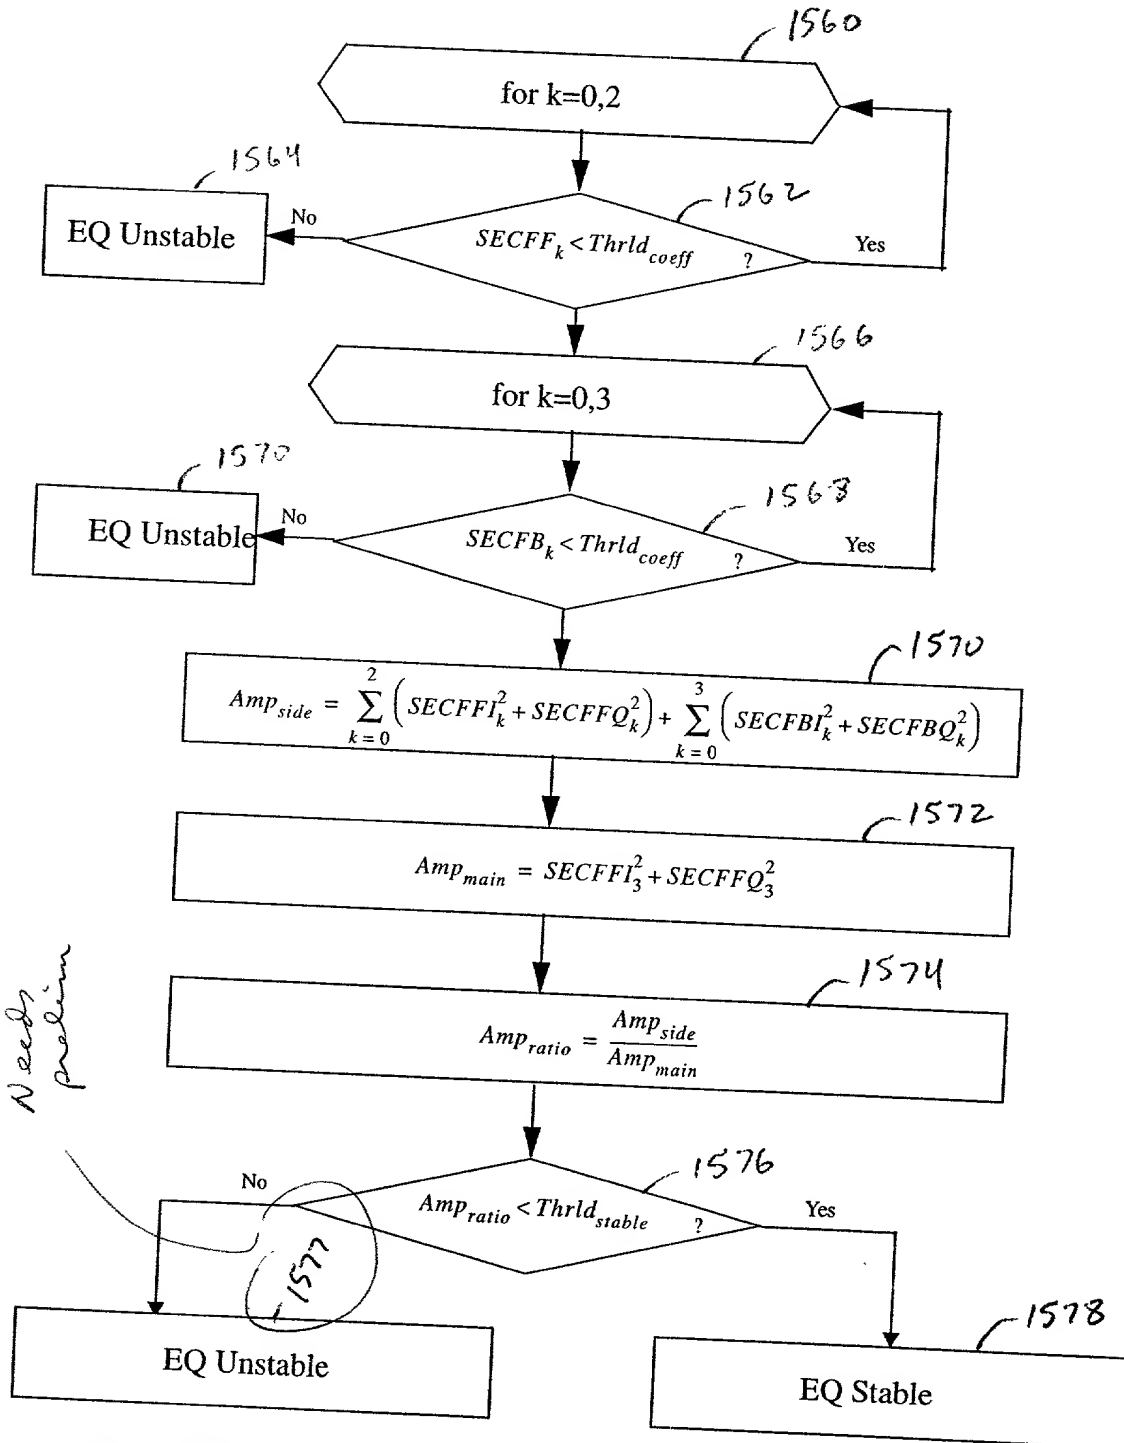 1560
for k=0,2
1564
1562
EQ Unstable
No
SECFF_k < Thrld_coeff ?
Yes
1566
for k=0,3
1570
1568
EQ Unstable
No
SECFB_k < Thrld_coeff ?
Yes
1570
Amp_side = ∑_{k=0}^{2} (SECFFI_k^2 + SECFFQ_k^2) + ∑_{k=0}^{3} (SECFBI_k^2 + SECFBQ_k^2)
1572
Amp_main = SECFFI_3^2 + SECFFQ_3^2
1574
Amp_ratio = Amp_side / Amp_main
Needs
prelim
1576
No
Amp_ratio < Thrld_stable ?
Yes
1577
1578
EQ Unstable
EQ Stable